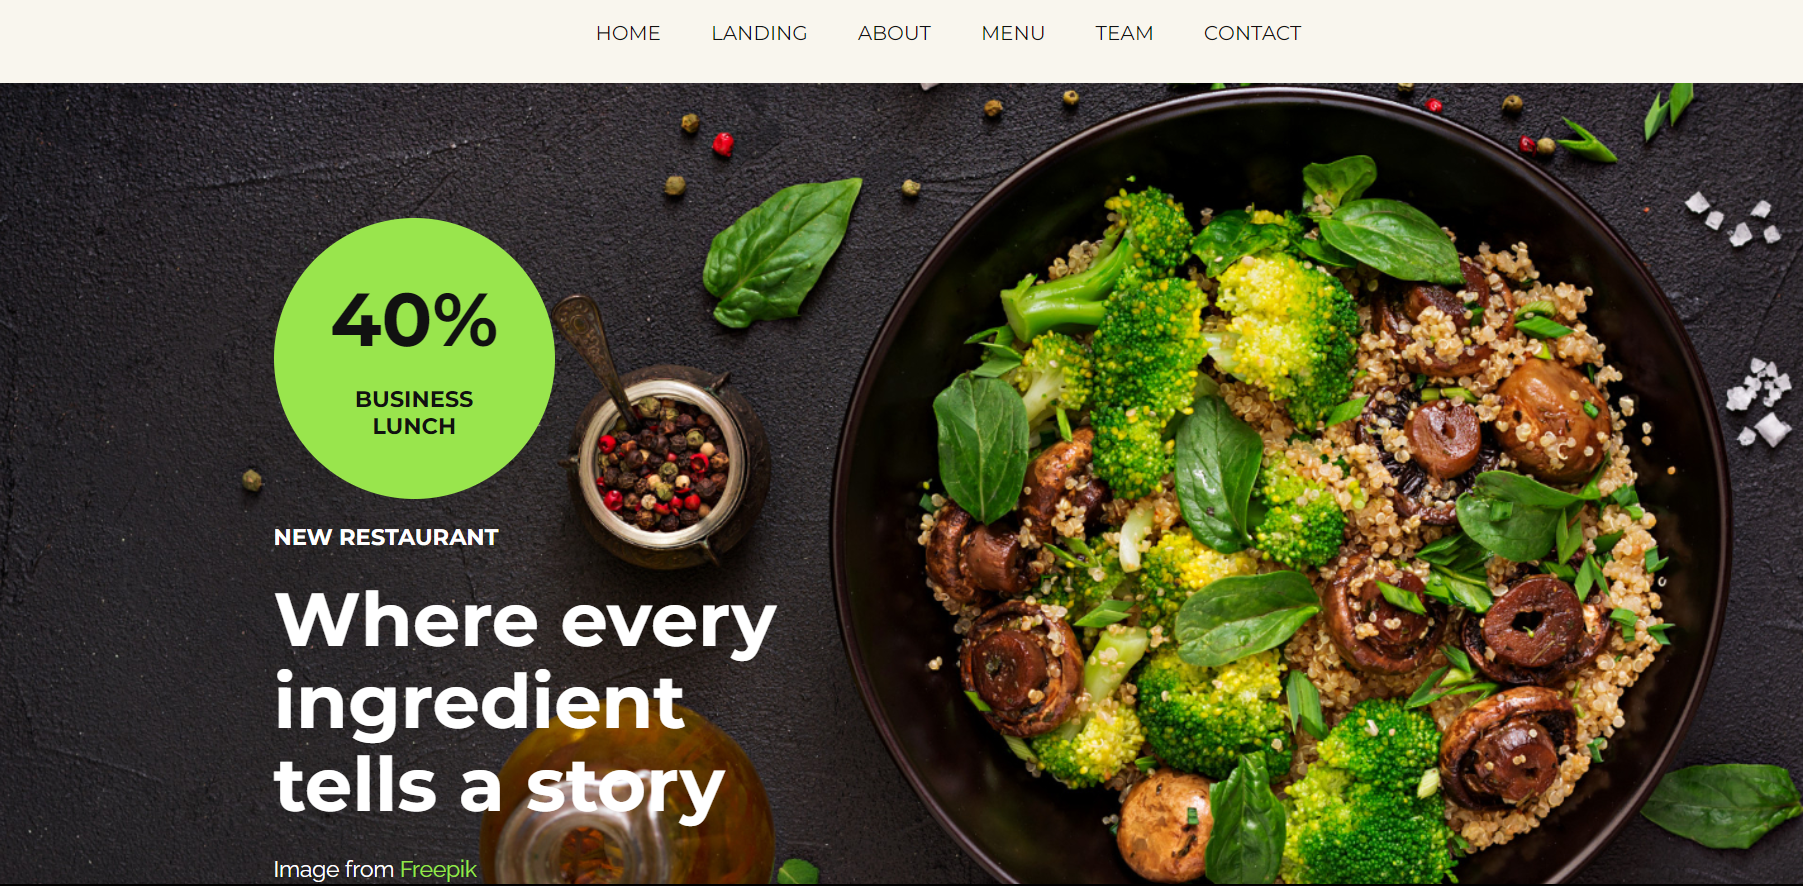 HOME LANDING ABOUT MENU TEAM CONTACT
40%
BUSINESS
LUNCH
NEW RESTAURANT
Where every
ingredient
tells a story
Image from Freepik